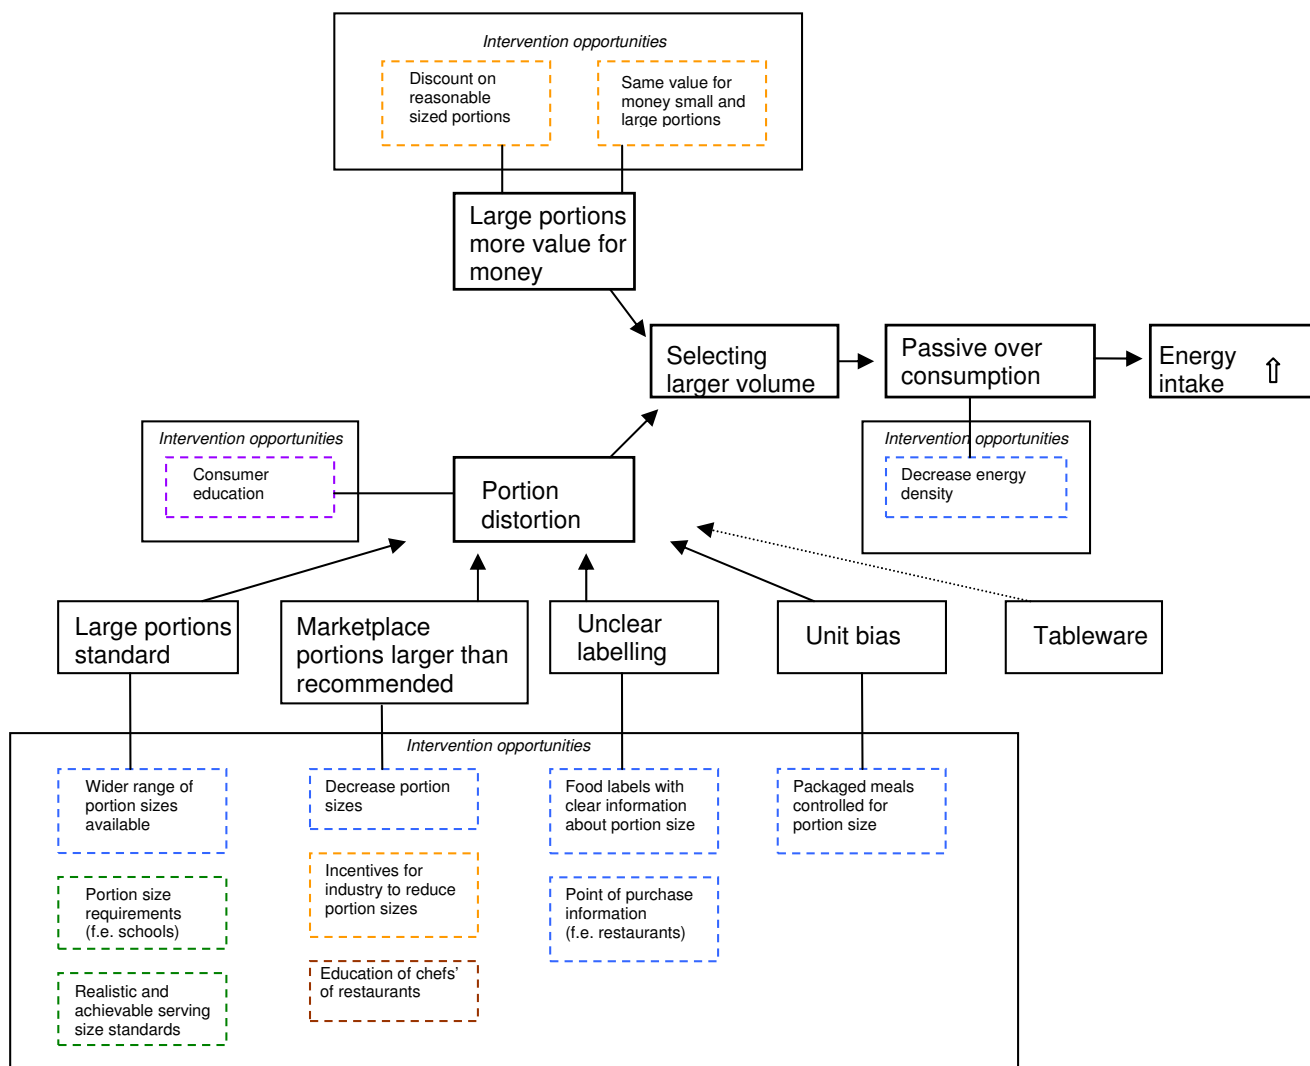 Intervention opportunities
Discount on
reasonable
sized portions
Same value for
money small and
large portions
Large portions
more value for
money
Selecting
larger volume
Passive over
consumption
Energy
intake ⇧
Intervention opportunities
Consumer
education
Portion
distortion
Intervention opportunities
Decrease energy
density
Large portions
standard
Marketplace
portions larger than
recommended
Unclear
labelling
Unit bias
Tableware
Intervention opportunities
Wider range of
portion sizes
available
Decrease portion
sizes
Food labels with
clear information
about portion size
Packaged meals
controlled for
portion size
Portion size
requirements
(f.e. schools)
Incentives for
industry to reduce
portion sizes
Point of purchase
information
(f.e. restaurants)
Realistic and
achievable serving
size standards
Education of chefs'
of restaurants